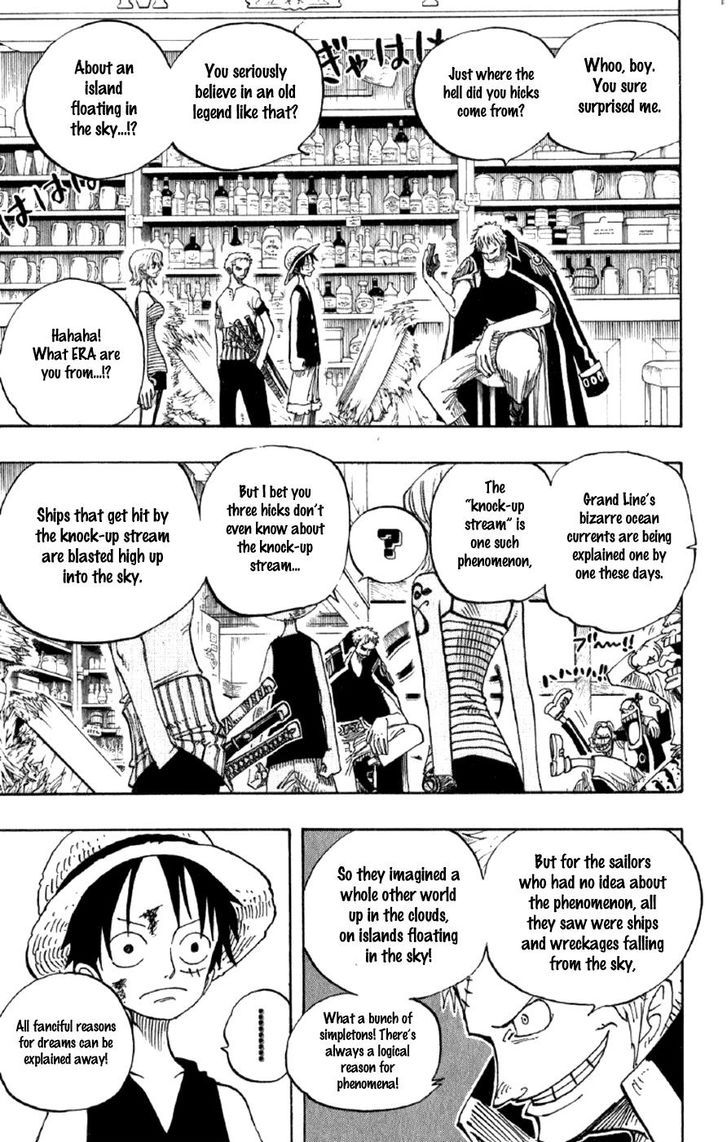 Whoo, boy.
You sure
surprised me.
Just where the
hell did you hicks
come from?
ぎゃはは
You seriously
believe in an old
legend like that?
About an
island
floating in
the sky...!?
はははは
Hahaha!
What ERA are
you from...!?
Grand Line's
bizarre ocean
currents are being
explained one by
one these days.
The
"knock-up
stream" is
one such
phenomenon,
?
But I bet you
three hicks don't
even know about
the knock-up
stream...
Ships that get hit by
the knock-up stream
are blasted high up
into the sky.
But for the sailors
who had no idea about
the phenomenon, all
they saw were ships
and wreckages falling
from the sky,
So they imagined a
whole other world
up in the clouds,
on islands floating
in the sky!
What a bunch of
simpletons! There's
always a logical
reason for
phenomena!
.........
All fanciful reasons
for dreams can be
explained away!